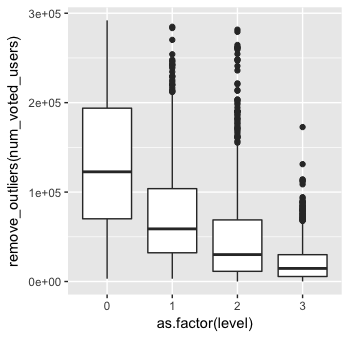 remove_outliers(num_voted_users)
3e+05
2e+05
1e+05
0e+00
0 1 2 3
as.factor(level)